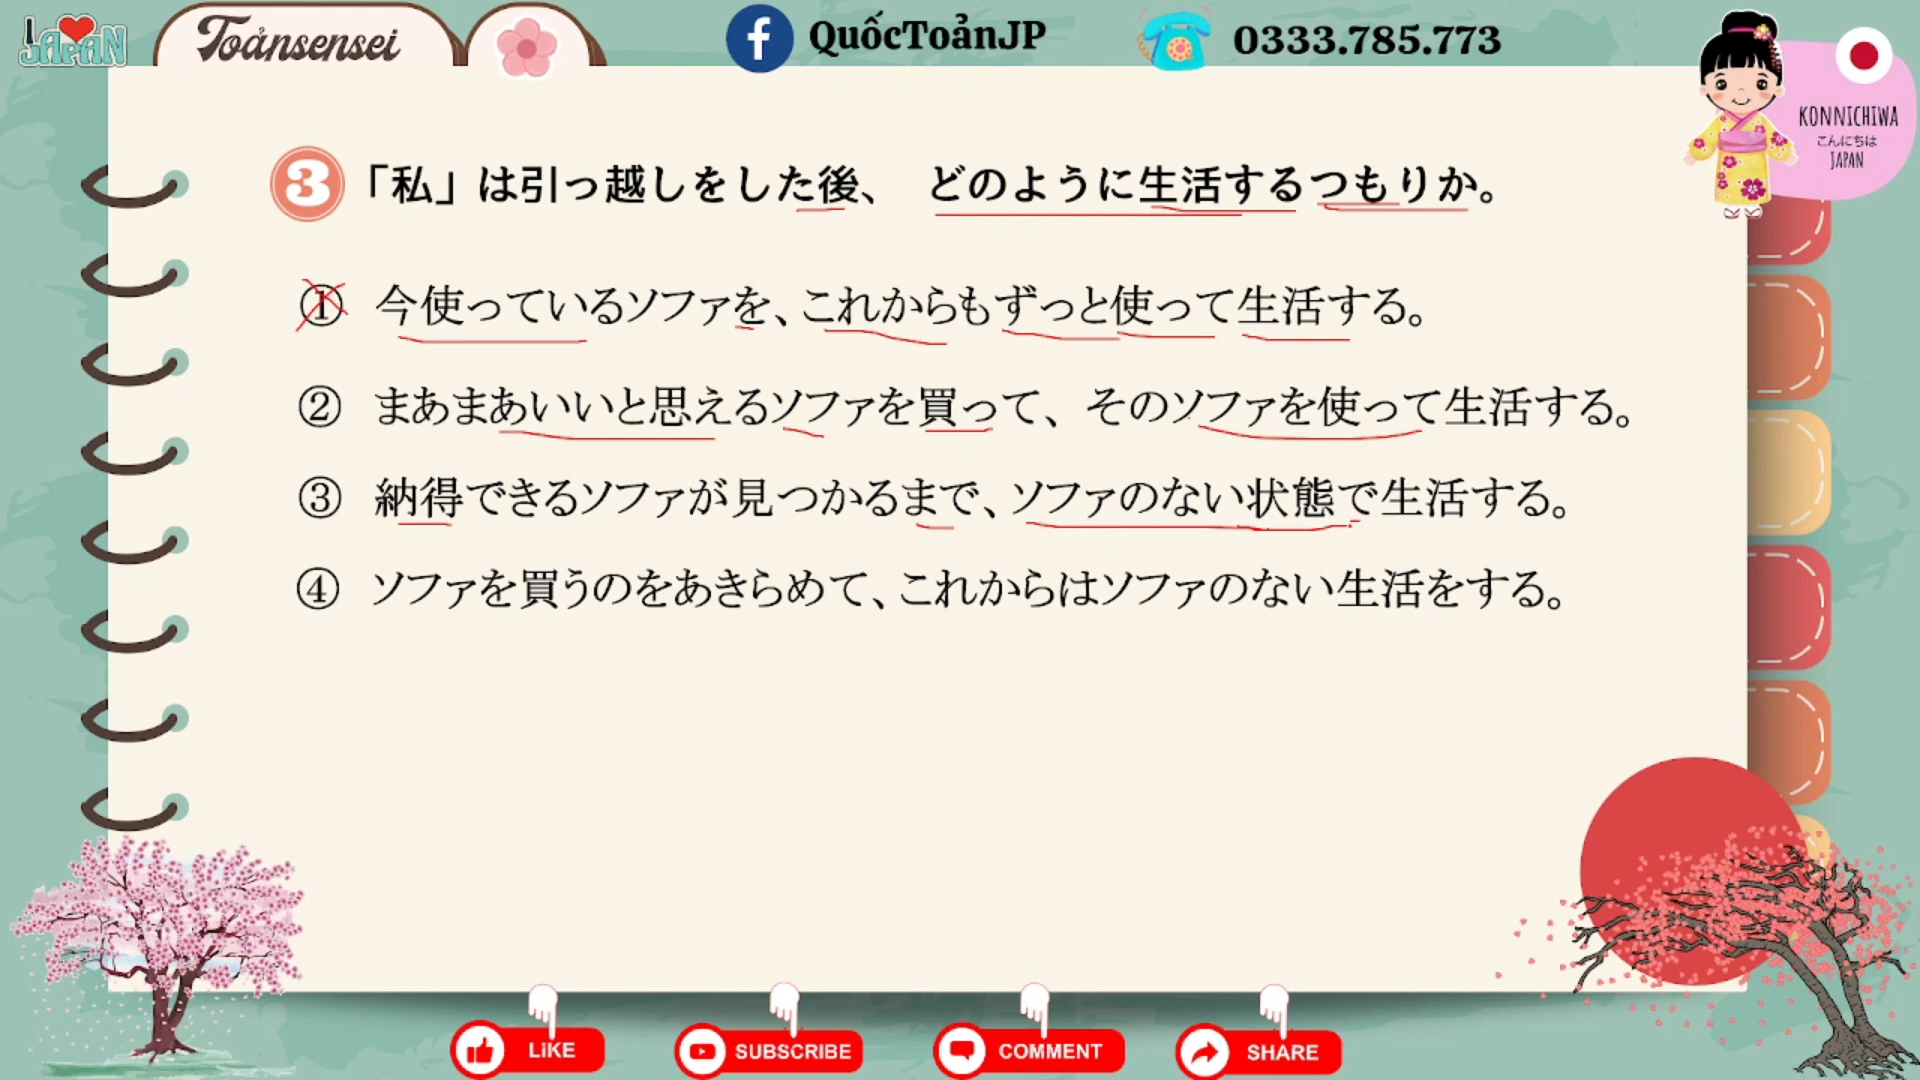 I
JAPAN
Toảnsensei
QuốcToảnJP
0333.785.773
KONNICHIWA
こんにちは
JAPAN
3 「私」は引っ越しをした後、 どのように生活するつもりか。
① 今使っているソファを、これからもずっと使って生活する。
② まあまあいいと思えるソファを買って、そのソファを使って生活する。
③ 納得できるソファが見つかるまで、ソファのない状態で生活する。
④ ソファを買うのをあきらめて、これからはソファのない生活をする。
LiKE
SUBSCRIBE
COMMENT
SHARE